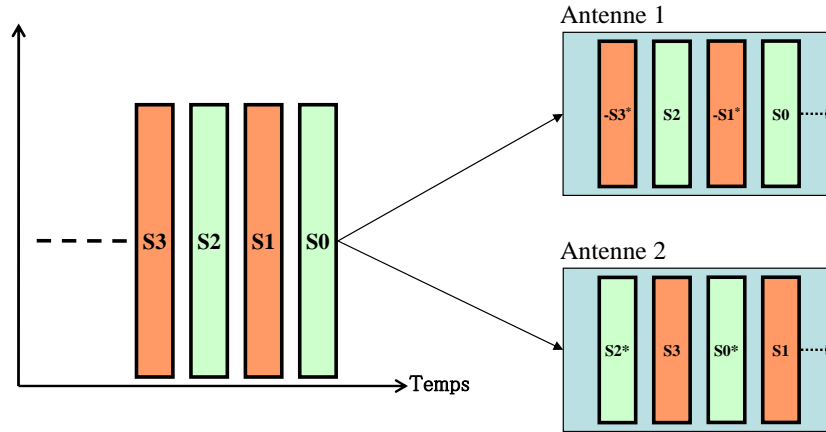 Antenne 1
-S3* S2 -S1* S0
S3 S2 S1 S0
Antenne 2
S2* S3 S0* S1
Temps